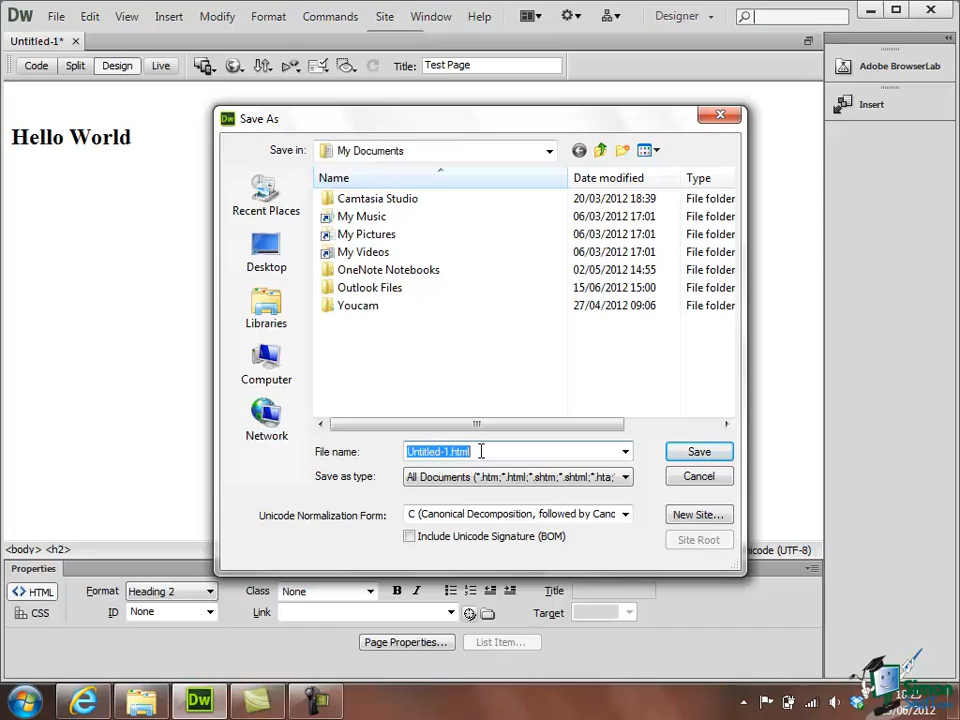 Dw File Edit View Insert Modify Format Commands Site Window Help Designer
Untitled-1*
Code Split Design Live Title: Test Page
Adobe BrowserLab
Insert
Hello World
Dw Save As
Save in: My Documents
Name Date modified Type
Camtasia Studio 20/03/2012 18:39 File folder
My Music 06/03/2012 17:01 File folder
My Pictures 06/03/2012 17:01 File folder
My Videos 06/03/2012 17:01 File folder
OneNote Notebooks 02/05/2012 14:55 File folder
Outlook Files 15/06/2012 15:00 File folder
Youcam 27/04/2012 09:06 File folder
Recent Places
Desktop
Libraries
Computer
Network
File name: Untitled-1.html Save
Save as type: All Documents (*.htm;*.html;*.shtm;*.shtml;*.hta; Cancel
Unicode Normalization Form: C (Canonical Decomposition, followed by Cano New Site...
Include Unicode Signature (BOM) Site Root
<body> <h2> nicode (UTF-8)
Properties
<> HTML Format Heading 2 Class None B I Title
CSS ID None Link Target
Page Properties... List Item...
Dw
Simon